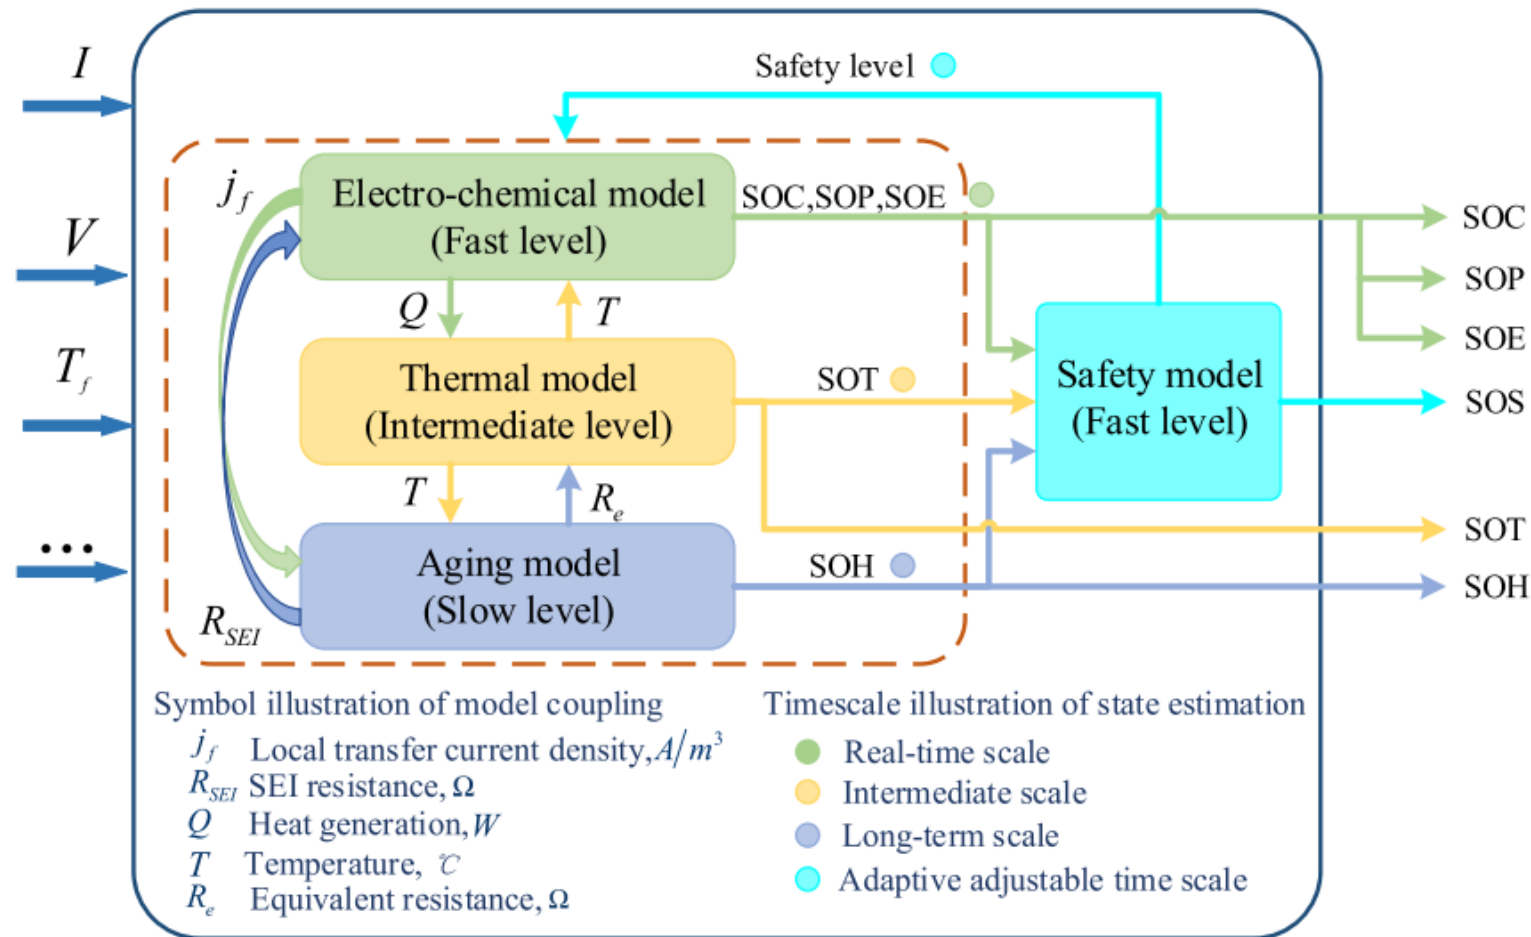 I
Safety level
j_f
Electro-chemical model
(Fast level)
SOC,SOP,SOE
SOC
V
SOP
Q
T
SOE
T_f
Thermal model
(Intermediate level)
SOT
Safety model
(Fast level)
SOS
T
R_e
...
SOT
Aging model
(Slow level)
SOH
SOH
R_SEI
Symbol illustration of model coupling
j_f Local transfer current density, A/m³
R_SEI SEI resistance, Ω
Q Heat generation, W
T Temperature, ℃
R_e Equivalent resistance, Ω
Timescale illustration of state estimation
Real-time scale
Intermediate scale
Long-term scale
Adaptive adjustable time scale